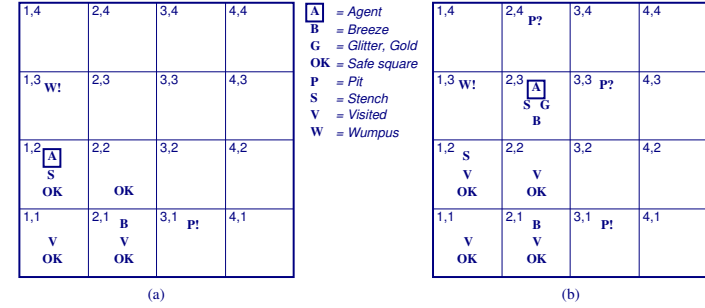 1,4 2,4 3,4 4,4
1,3 W! 2,3 3,3 4,3
1,2 2,2 3,2 4,2
A
S
OK OK
1,1 2,1 3,1 P! 4,1
B
V V
OK OK
(a)
A = Agent
B = Breeze
G = Glitter, Gold
OK = Safe square
P = Pit
S = Stench
V = Visited
W = Wumpus
1,4 2,4 P? 3,4 4,4
1,3 W! 2,3 3,3 P? 4,3
A
S G
B
1,2 2,2 3,2 4,2
S
V V
OK OK
1,1 2,1 3,1 P! 4,1
B
V V
OK OK
(b)